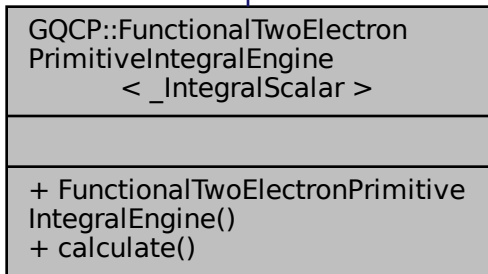 GQCP::FunctionalTwoElectron
PrimitiveIntegralEngine
< _IntegralScalar >
+ FunctionalTwoElectronPrimitive
IntegralEngine()
+ calculate()